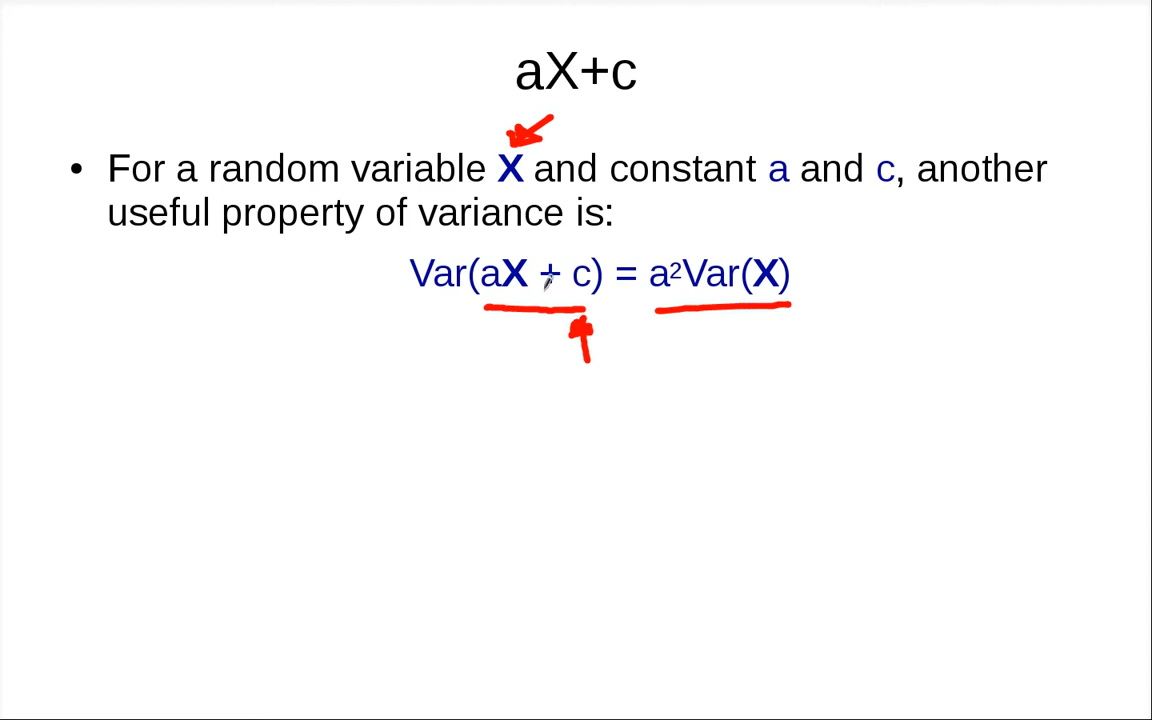 aX+c
• For a random variable X and constant a and c, another
useful property of variance is:
Var(aX + c) = a²Var(X)